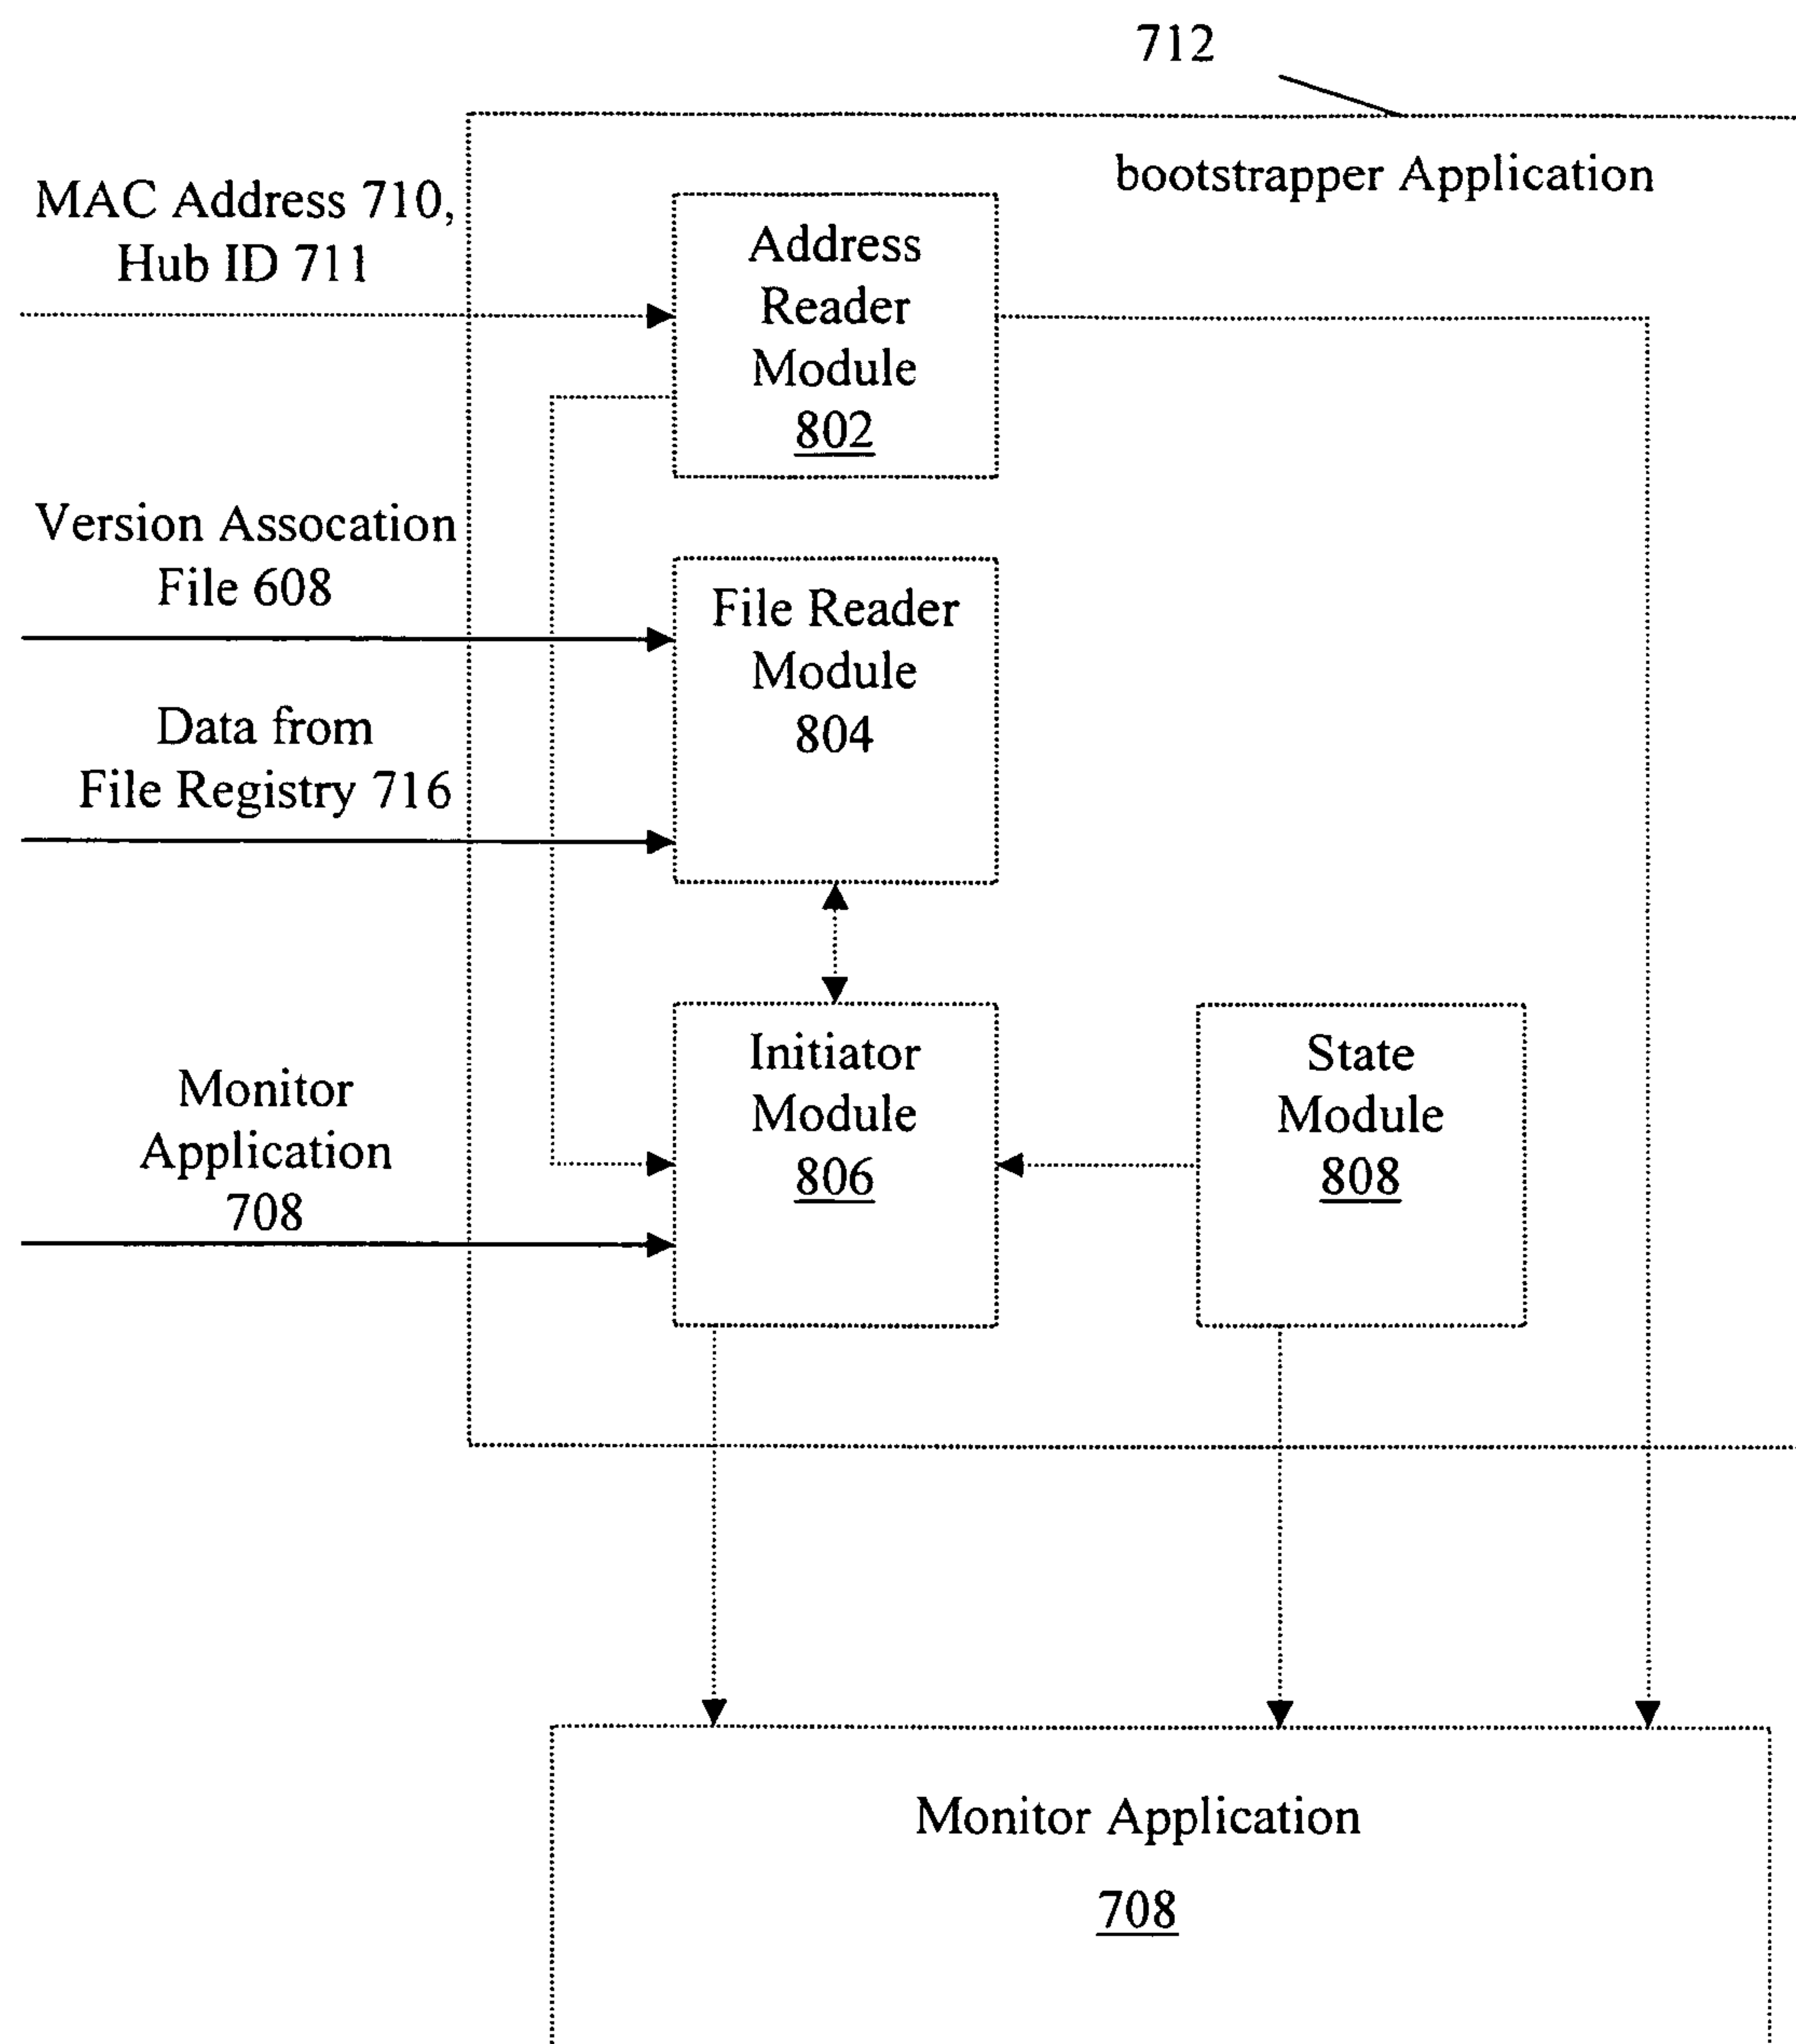 712
bootstrapper Application
MAC Address 710,
Hub ID 711
Address
Reader
Module
802
Version Assocation
File 608
File Reader
Module
804
Data from
File Registry 716
Initiator
Module
806
State
Module
808
Monitor
Application
708
Monitor Application
708